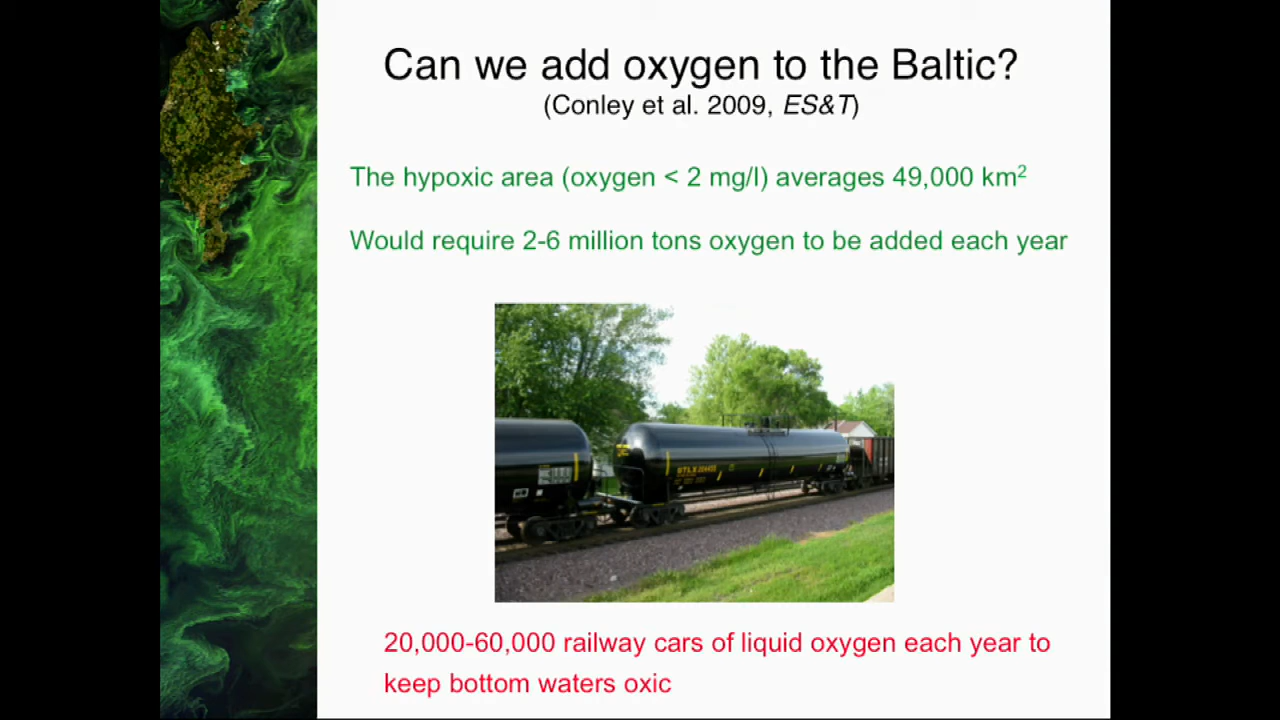 Can we add oxygen to the Baltic?
(Conley et al. 2009, ES&T)
The hypoxic area (oxygen < 2 mg/l) averages 49,000 km²
Would require 2-6 million tons oxygen to be added each year
20,000-60,000 railway cars of liquid oxygen each year to
keep bottom waters oxic